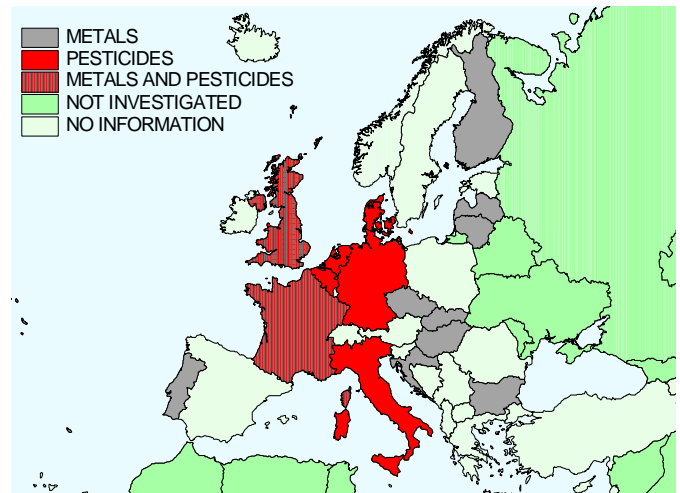 METALS
PESTICIDES
METALS AND PESTICIDES
NOT INVESTIGATED
NO INFORMATION